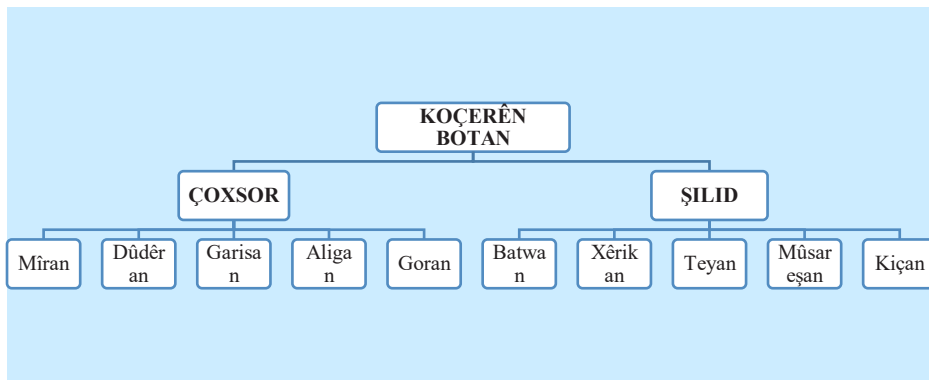 KOÇERÊN
BOTAN
ÇOXSOR
ŞILID
Mîran
Dûdêr
an
Garisa
n
Aliga
n
Goran
Batwa
n
Xêrik
an
Teyan
Mûsar
eşan
Kiçan